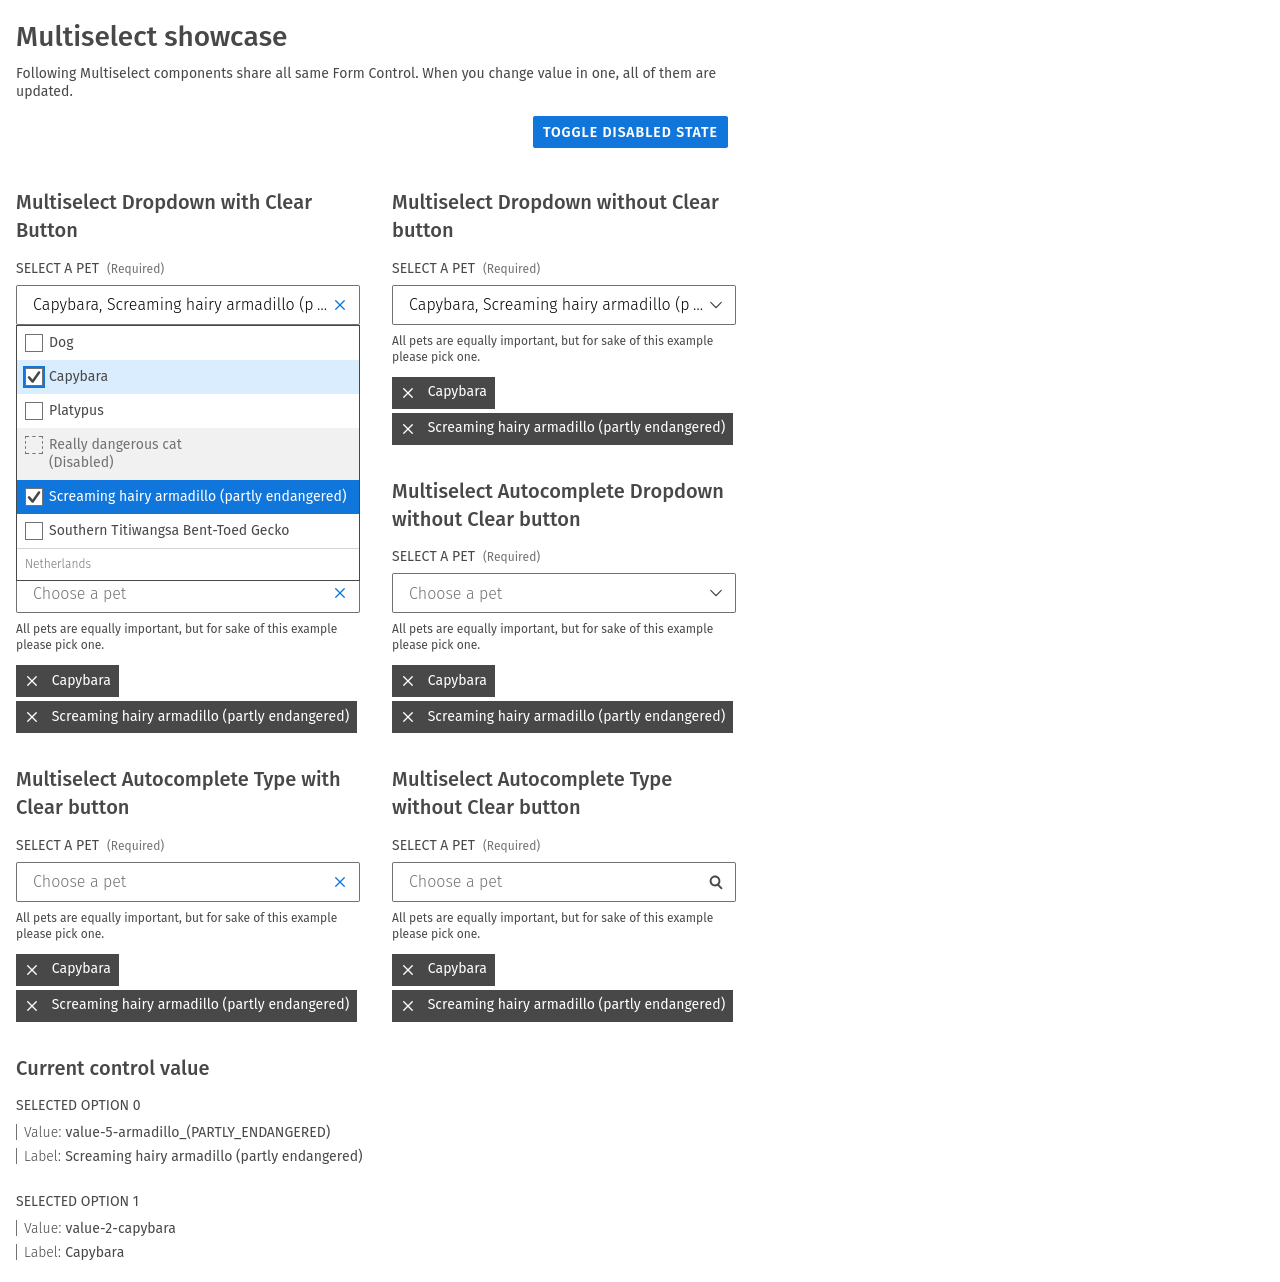 Multiselect showcase
Following Multiselect components share all same Form Control. When you change value in one, all of them are
updated.
TOGGLE DISABLED STATE
Multiselect Dropdown with Clear
Button
SELECT A PET (Required)
Capybara, Screaming hairy armadillo (p ...
Dog
Capybara
Platypus
Really dangerous cat
(Disabled)
Screaming hairy armadillo (partly endangered)
Southern Titiwangsa Bent-Toed Gecko
Netherlands
Choose a pet
All pets are equally important, but for sake of this example
please pick one.
Capybara
Screaming hairy armadillo (partly endangered)
Multiselect Dropdown without Clear
button
SELECT A PET (Required)
Capybara, Screaming hairy armadillo (p ...
All pets are equally important, but for sake of this example
please pick one.
Capybara
Screaming hairy armadillo (partly endangered)
Multiselect Autocomplete Dropdown
without Clear button
SELECT A PET (Required)
Choose a pet
All pets are equally important, but for sake of this example
please pick one.
Capybara
Screaming hairy armadillo (partly endangered)
Multiselect Autocomplete Type with
Clear button
SELECT A PET (Required)
Choose a pet
All pets are equally important, but for sake of this example
please pick one.
Capybara
Screaming hairy armadillo (partly endangered)
Multiselect Autocomplete Type
without Clear button
SELECT A PET (Required)
Choose a pet
All pets are equally important, but for sake of this example
please pick one.
Capybara
Screaming hairy armadillo (partly endangered)
Current control value
SELECTED OPTION 0
Value: value-5-armadillo_(PARTLY_ENDANGERED)
Label: Screaming hairy armadillo (partly endangered)
SELECTED OPTION 1
Value: value-2-capybara
Label: Capybara